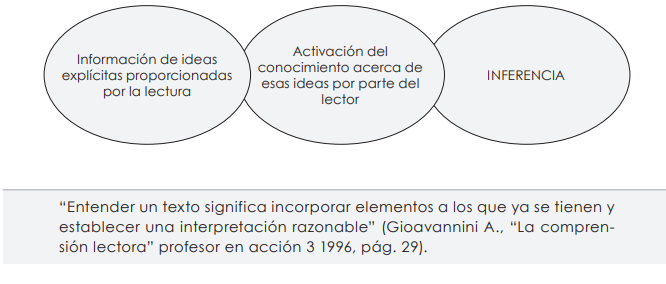 Información de ideas
explícitas proporcionadas
por la lectura
Activación del
conocimiento acerca de
esas ideas por parte del
lector
INFERENCIA
“Entender un texto significa incorporar elementos a los que ya se tienen y
establecer un interpretación razonable” (Gioavannini A., “La compren-
sión lectora” profesor en acción 3 1996, pág. 29).